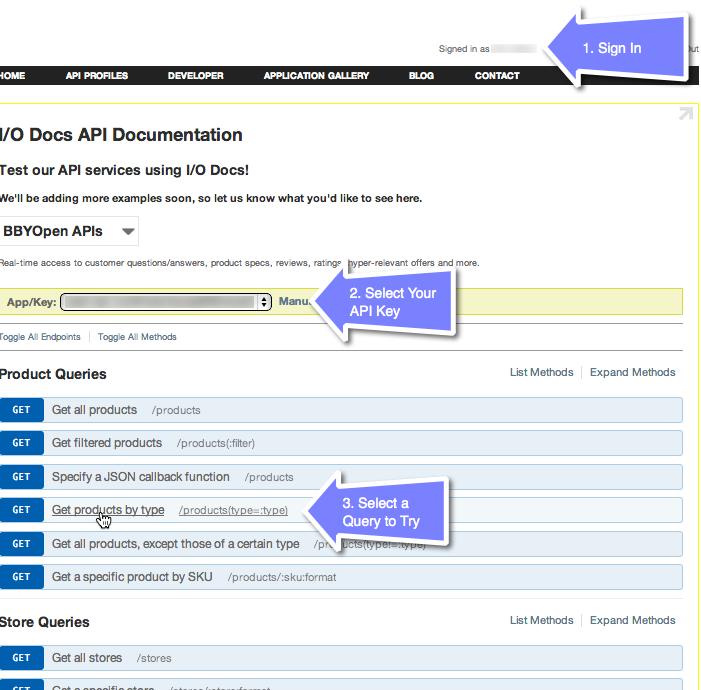 Signed in as
1. Sign In
Out
HOME API PROFILES DEVELOPER APPLICATION GALLERY BLOG CONTACT
I/O Docs API Documentation
Test our API services using I/O Docs!
We'll be adding more examples soon, so let us know what you'd like to see here.
BBYOpen APIs
Real-time access to customer questions/answers, product specs, reviews, ratings, hyper-relevant offers and more.
App/Key: Manu
2. Select Your
API Key
Toggle All Endpoints Toggle All Methods
Product Queries List Methods Expand Methods
GET Get all products /products
GET Get filtered products /products(:filter)
GET Specify a JSON callback function /products
GET Get products by type /products(type=:type)
3. Select a
Query to Try
GET Get all products, except those of a certain type /products(type!=:type)
GET Get a specific product by SKU /products/:sku:format
Store Queries List Methods Expand Methods
GET Get all stores /stores
GET Get a specific store /stores/:store:format